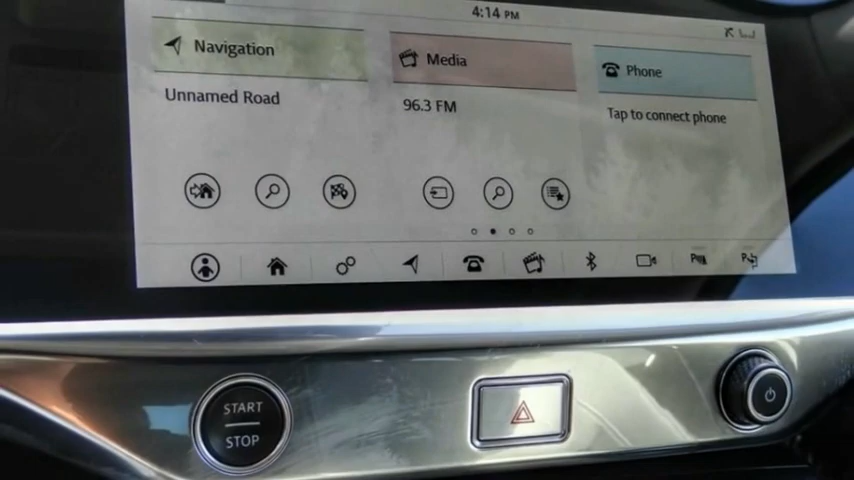 4:14 PM
Navigation
Media
Phone
Unnamed Road
96.3 FM
Tap to connect phone
START
STOP